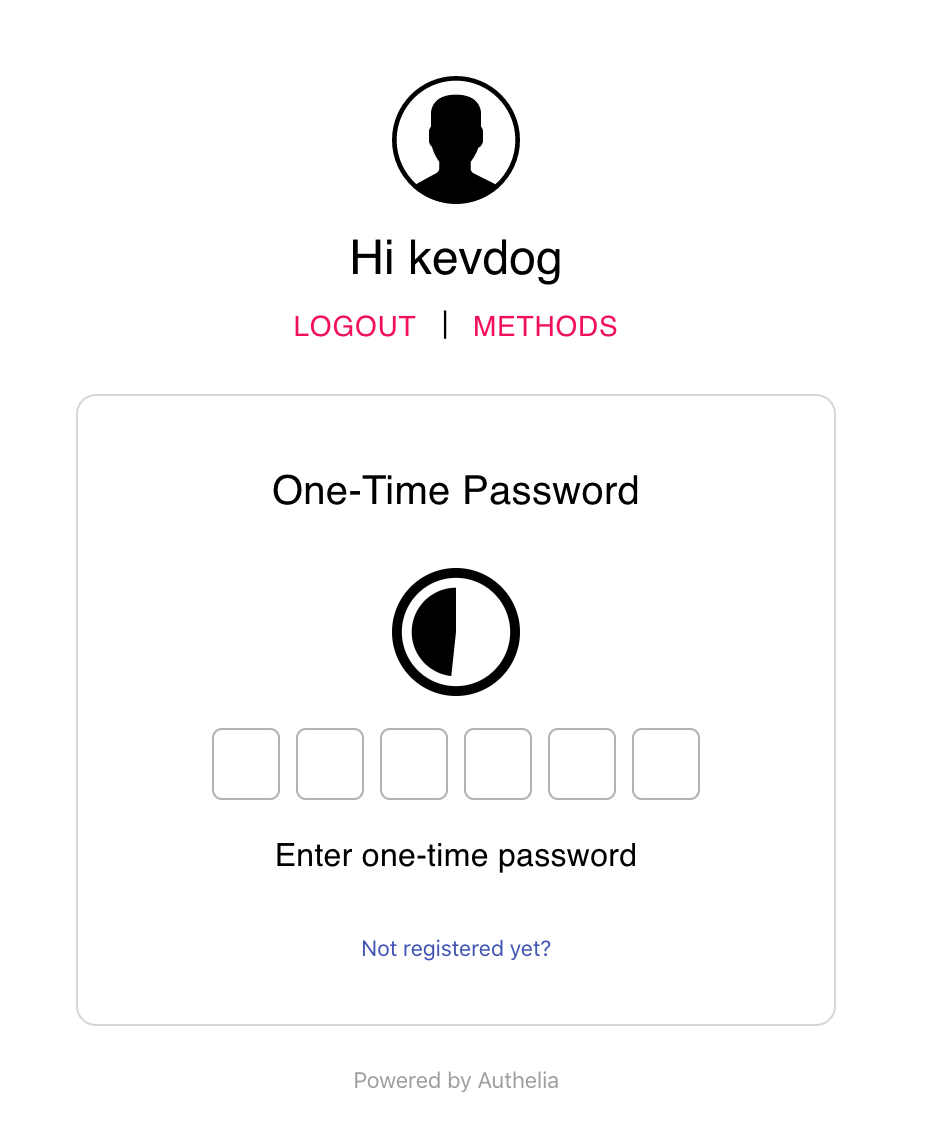 Hi kevdog
LOGOUT | METHODS
One-Time Password
Enter one-time password
Not registered yet?
Powered by Authelia